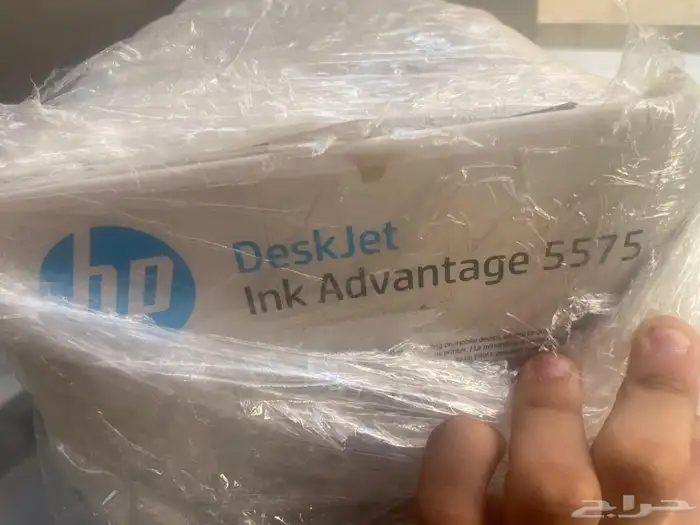 hp
DeskJet
Ink Advantage 5575
حراج